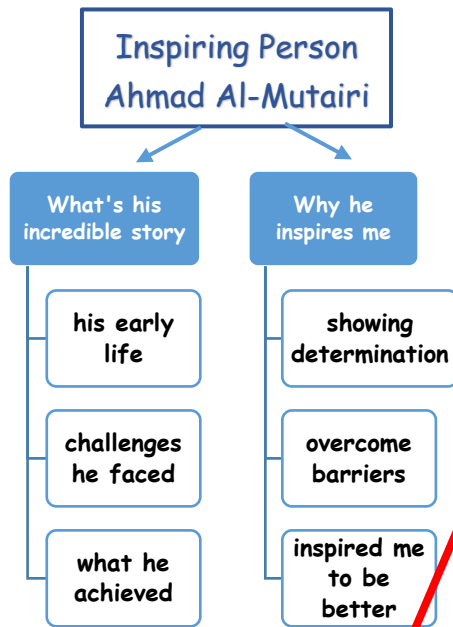 Inspiring Person
Ahmad Al-Mutairi
What's his
incredible story
his early
life
challenges
he faced
what he
achieved
Why he
inspires me
showing
determination
overcome
barriers
inspired me
to be
better